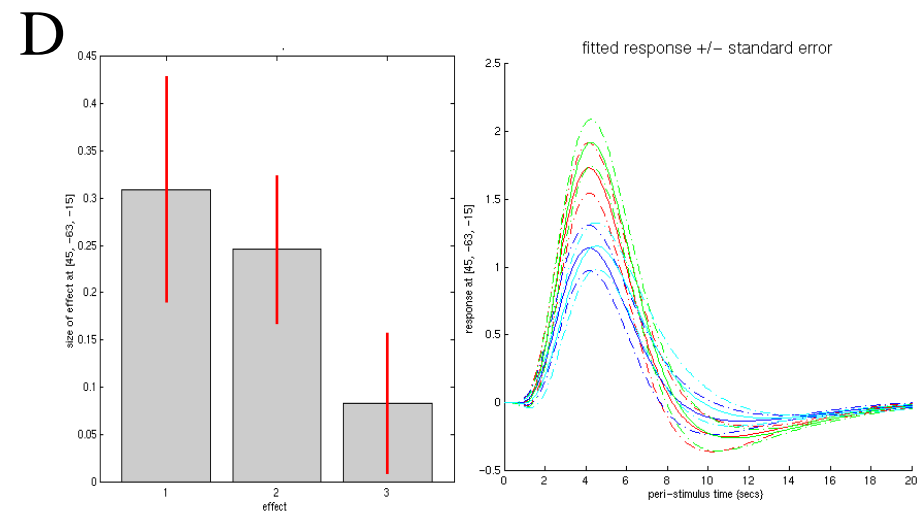 D
0.45
0.4
0.35
0.3
0.25
0.2
0.15
0.1
0.05
0
size of effect at [45, -63, -15]
1 2 3
effect
fitted response +/- standard error
2.5
2
1.5
1
0.5
0
-0.5
response at [45, -63, -15]
0 2 4 6 8 10 12 14 16 18 20
peri-stimulus time {secs}